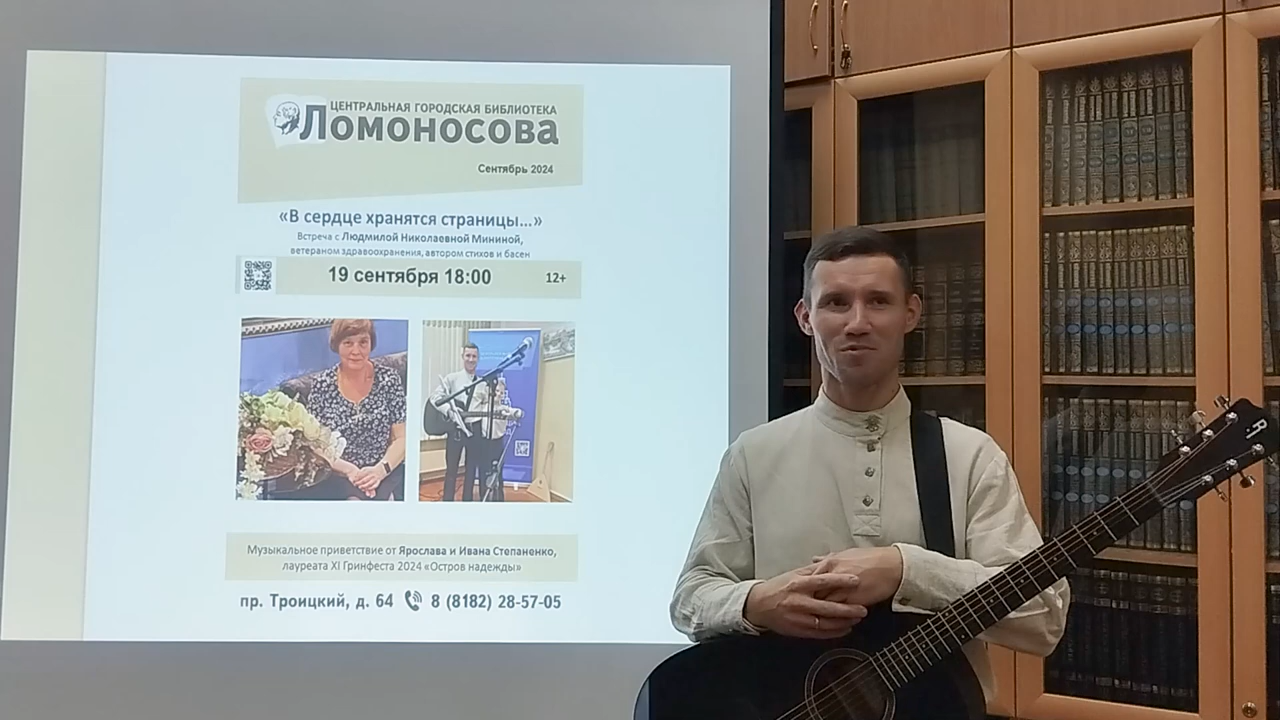 ЦЕНТРАЛЬНАЯ ГОРОДСКАЯ БИБЛИОТЕКА
Ломоносова
Сентябрь 2024
«В сердце хранятся страницы...»
Встреча с Людмилой Николаевной Мининой,
ветераном здравоохранения, автором стихов и басен
19 сентября 18:00
12+
Музыкальное приветствие от Ярослава и Ивана Степаненко,
лауреата XI Гринфеста 2024 «Остров надежды»
пр. Троицкий, д. 64 8 (8182) 28-57-05